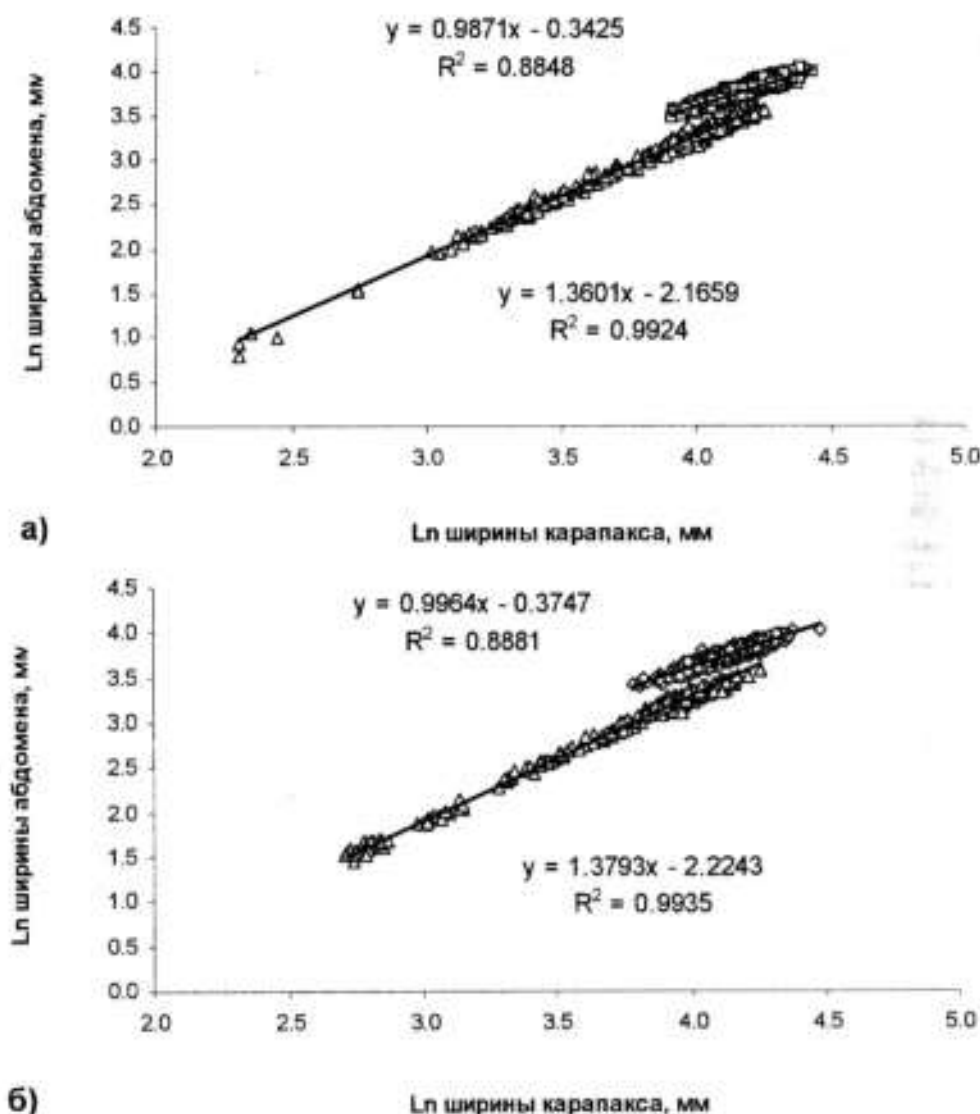 y = 0.9871x - 0.3425
R² = 0.8848
Ln ширины абдомена, мм
4.5
4.0
3.5
3.0
2.5
2.0
1.5
1.0
0.5
0.0
y = 1.3601x - 2.1659
R² = 0.9924
2.0 2.5 3.0 3.5 4.0 4.5 5.0
а)
Ln ширины карапакса, мм
y = 0.9964x - 0.3747
R² = 0.8881
Ln ширины абдомена, мм
4.5
4.0
3.5
3.0
2.5
2.0
1.5
1.0
0.5
0.0
y = 1.3793x - 2.2243
R² = 0.9935
2.0 2.5 3.0 3.5 4.0 4.5 5.0
б)
Ln ширины карапакса, мм